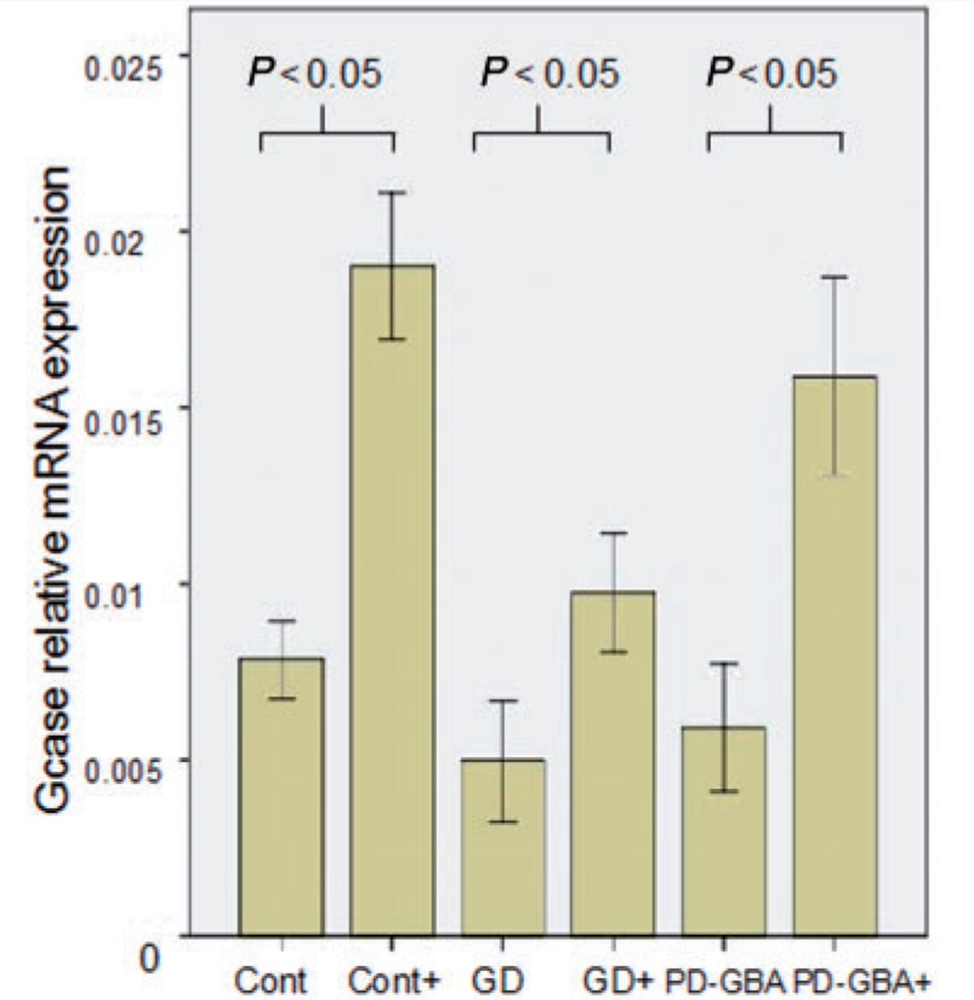 0.025
P<0.05 P<0.05 P<0.05
0.02
0.015
0.01
0.005
0
Gcase relative mRNA expression
Cont Cont+ GD GD+ PD-GBA PD-GBA+